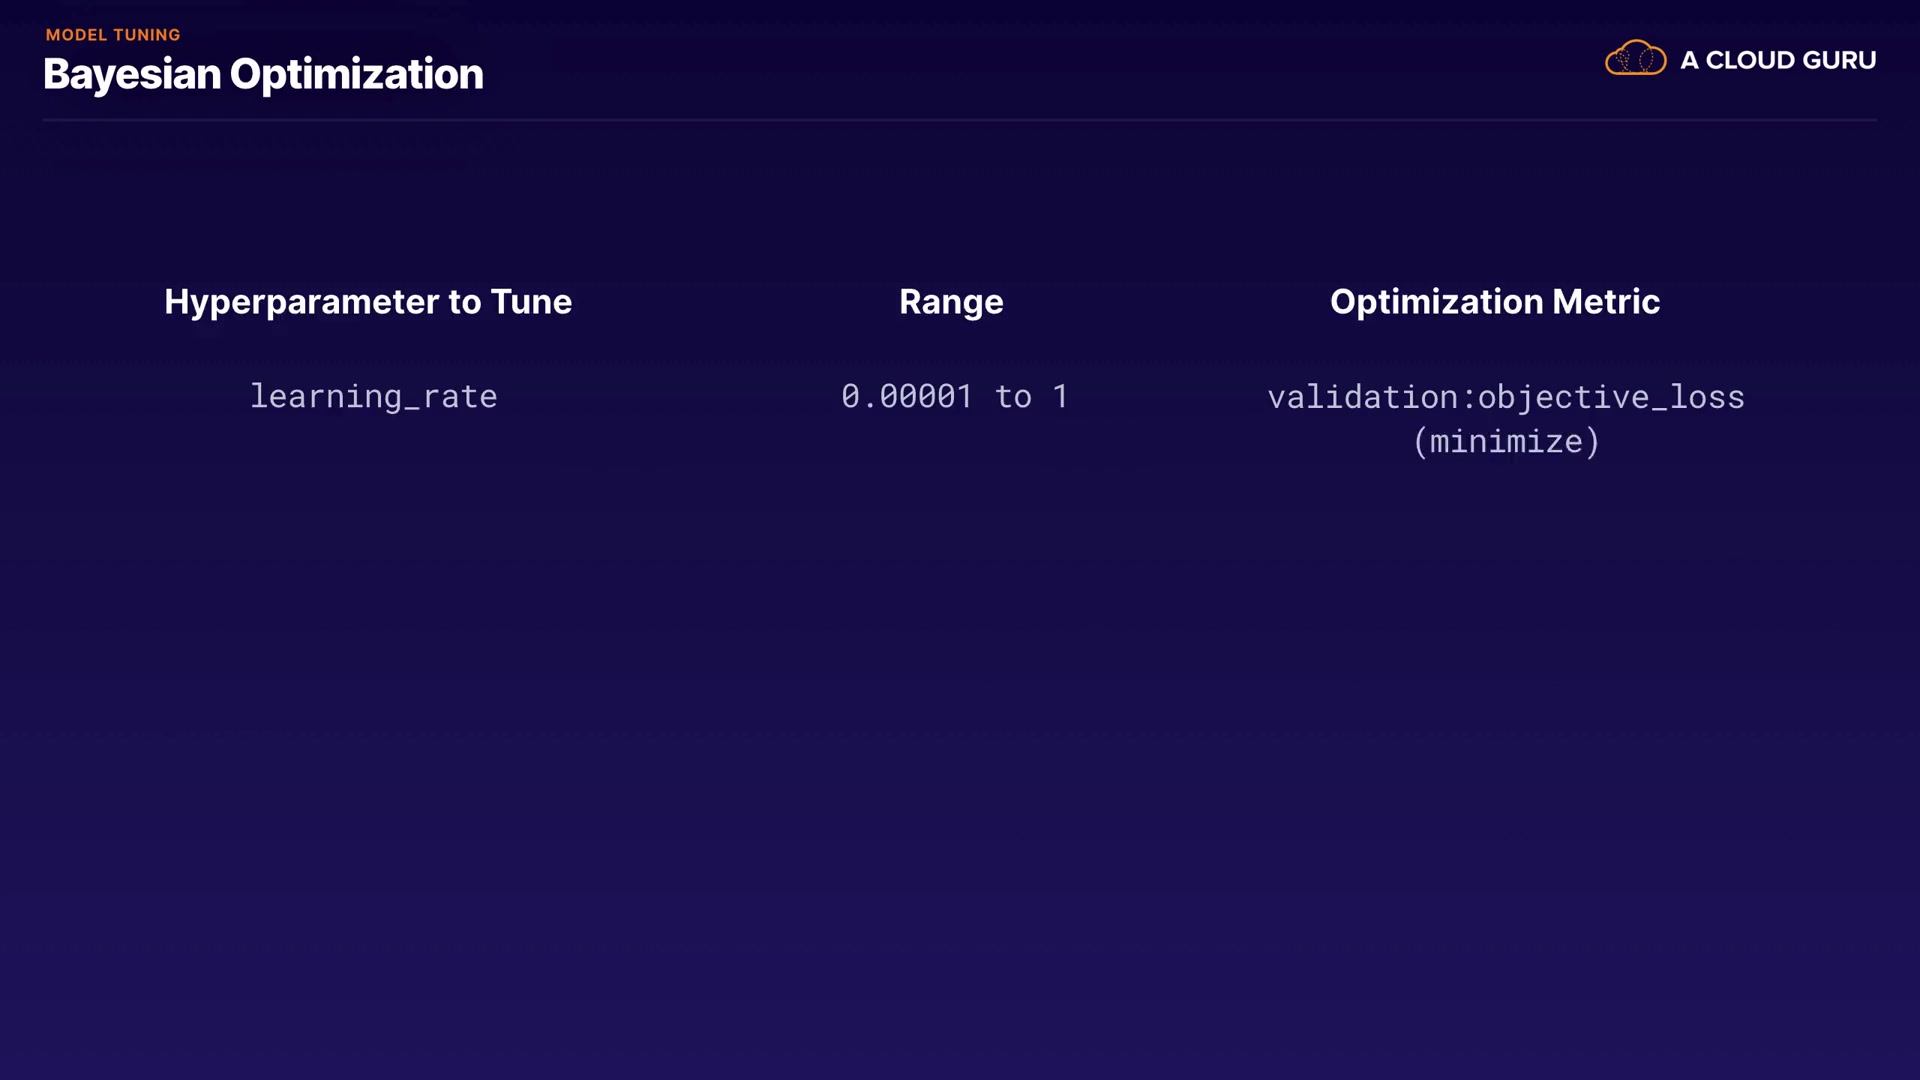 MODEL TUNING
Bayesian Optimization
A CLOUD GURU
Hyperparameter to Tune
Range
Optimization Metric
learning_rate
0.00001 to 1
validation:objective_loss
(minimize)